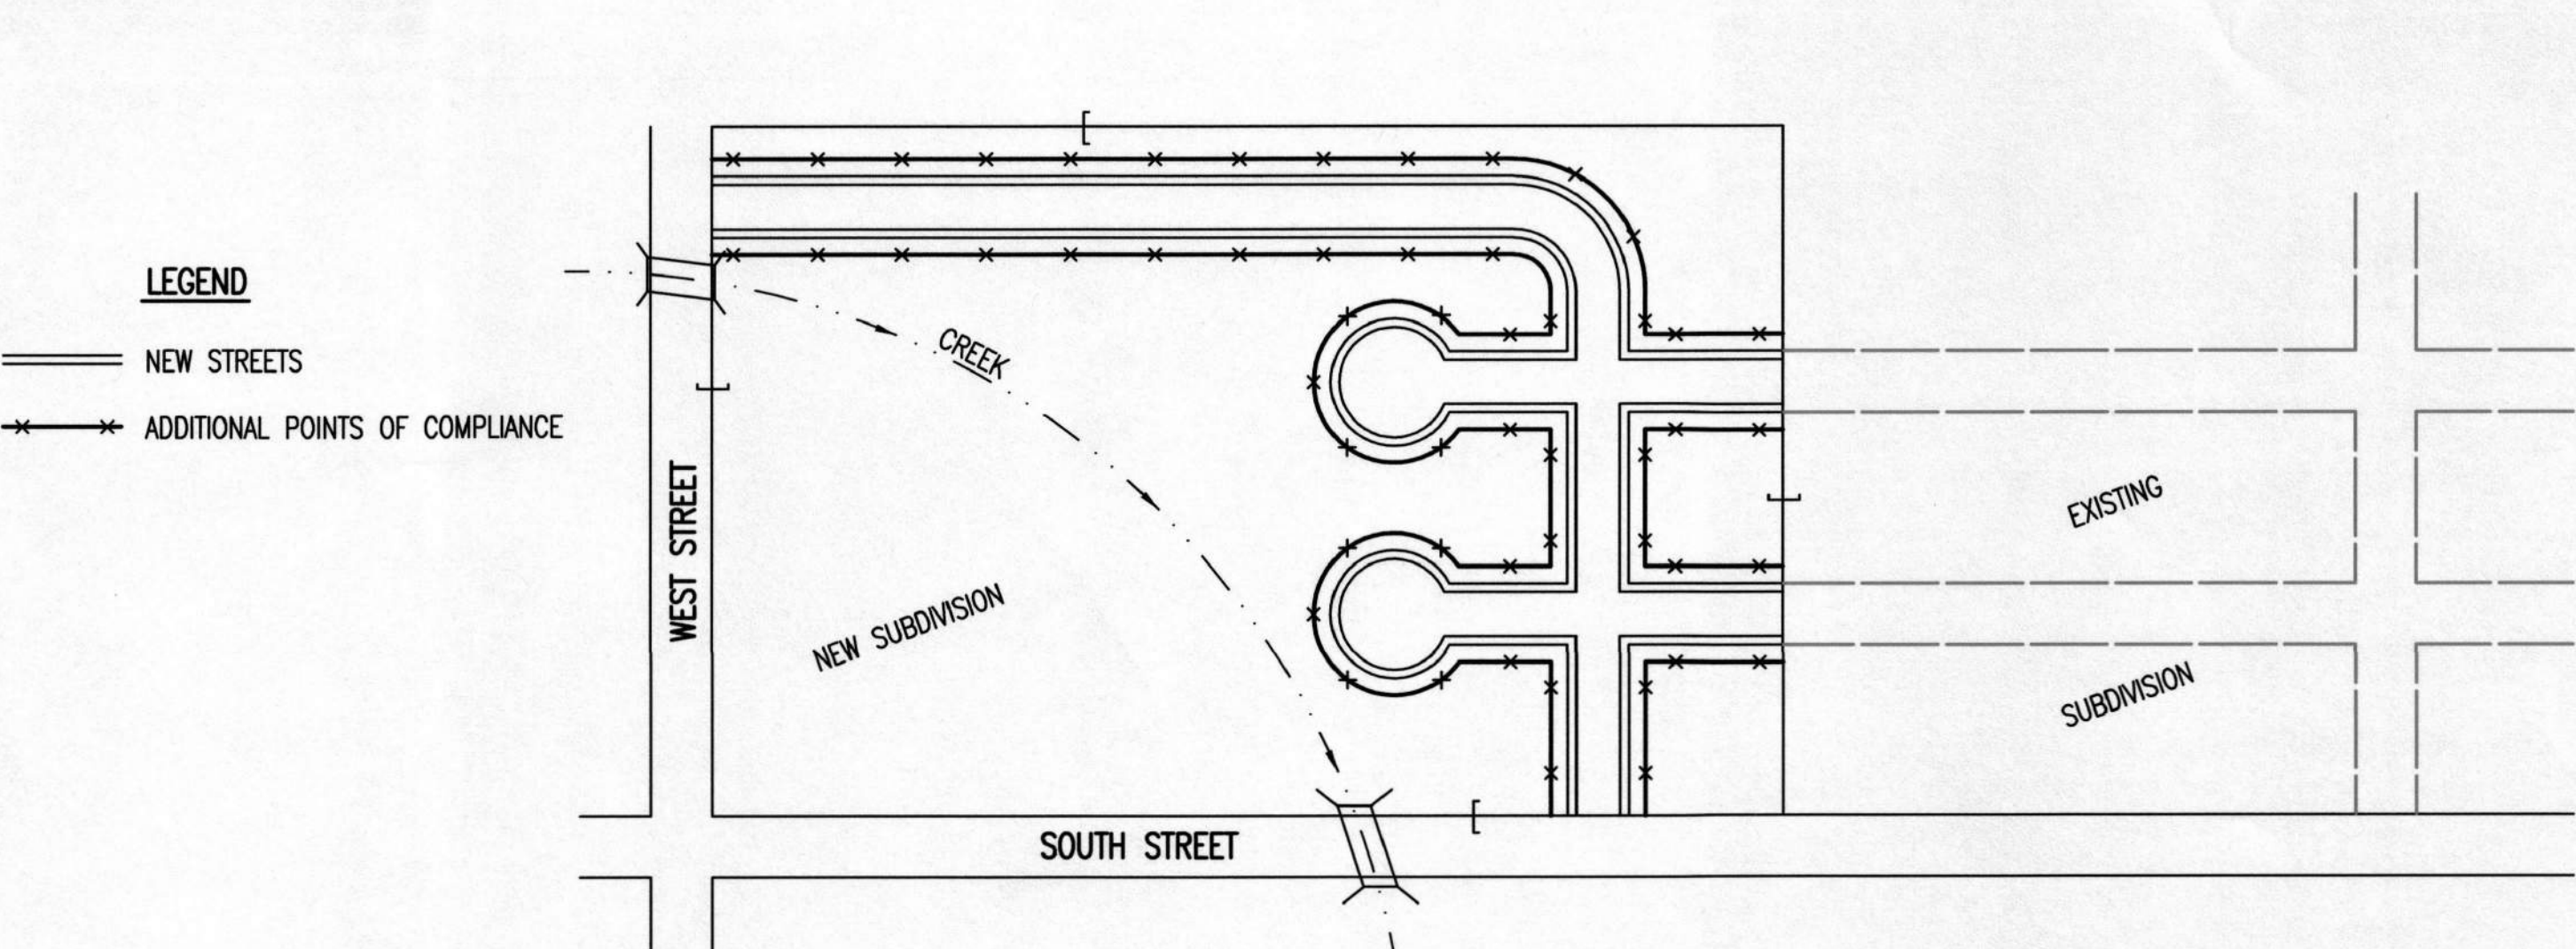 LEGEND
NEW STREETS
ADDITIONAL POINTS OF COMPLIANCE
WEST STREET
CREEK
NEW SUBDIVISION
SOUTH STREET
EXISTING
SUBDIVISION